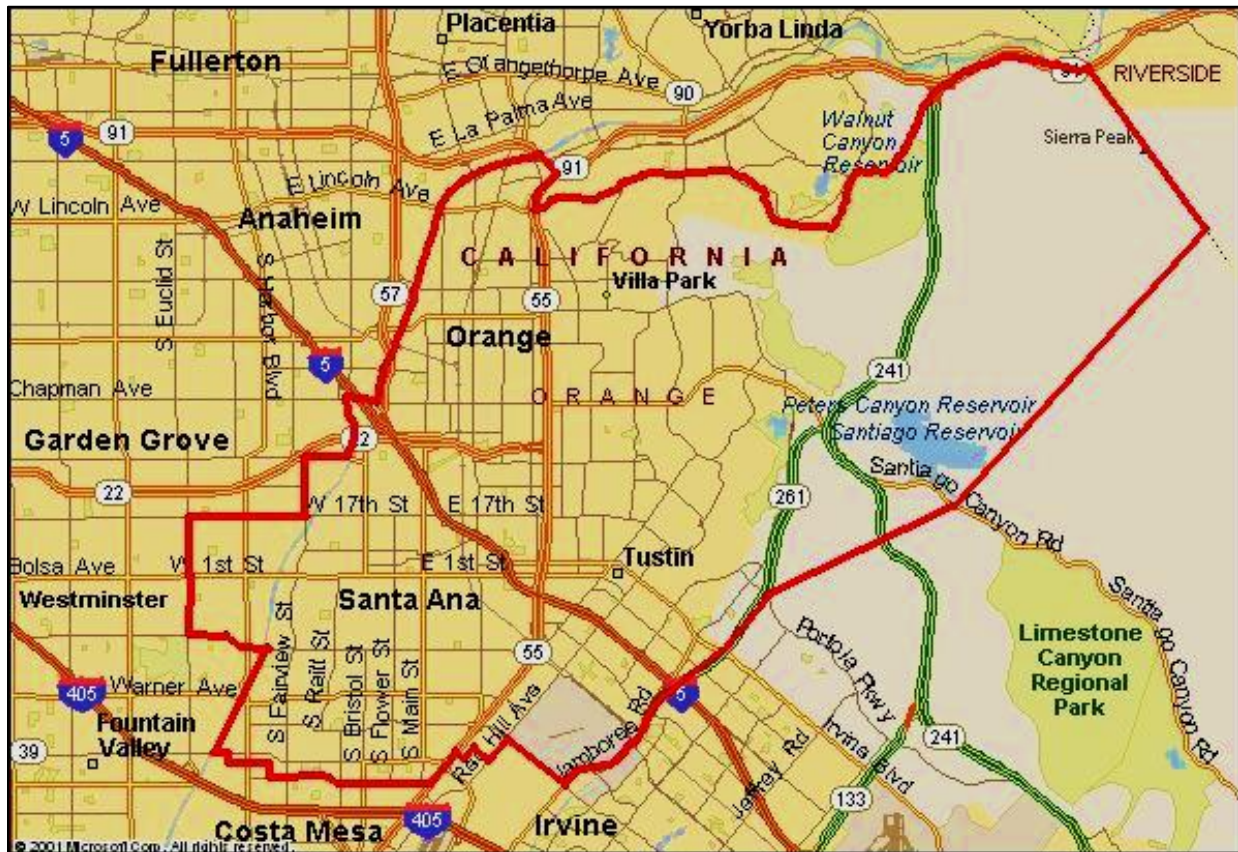 Placentia
Yorba Linda
Fullerton
E Orangethorpe Ave
90
91
RIVERSIDE
E La Palma Ave
Walnut
Canyon
Reservoir
Sierra Peak
91
5
91
E Lincoln Ave
W Lincoln Ave
Anaheim
S Euclid St
S Harbor Blvd
CALIFORNIA
Villa Park
57
55
Orange
5
241
Chapman Ave
ORANGE
Peters Canyon Reservoir
Santiago Reservoir
Garden Grove
22
Santiago Canyon Rd
22
261
W 17th St
E 17th St
Bolsa Ave
W 1st St
E 1st St
Tustin
Westminster
Santa Ana
Santiago Canyon Rd
S Fairview St
S Raitt St
S Bristol St
S Flower St
S Main St
55
Portola Pkwy
Limestone
Canyon
Regional
Park
405
Warner Ave
5
Fountain
Valley
39
Red Hill Ave
Jamboree Rd
Jeffrey Rd
Irvine Blvd
241
133
Costa Mesa
405
Irvine
© 2001 Microsoft Corp. All rights reserved.